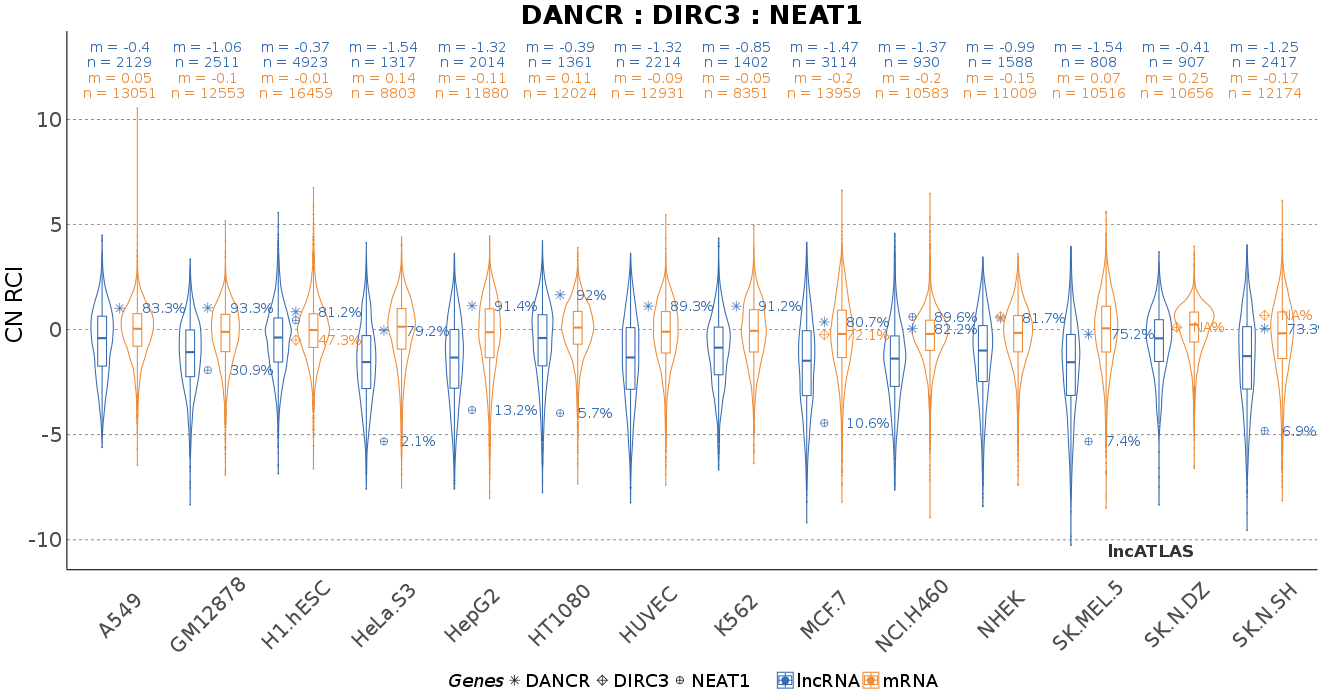 DANCR : DIRC3 : NEAT1
m = -0.4 m = -1.06 m = -0.37 m = -1.54 m = -1.32 m = -0.39 m = -1.32 m = -0.85 m = -1.47 m = -1.37 m = -0.99 m = -1.54 m = -0.41 m = -1.25
n = 2129 n = 2511 n = 4923 n = 1317 n = 2014 n = 1361 n = 2214 n = 1402 n = 3114 n = 930 n = 1588 n = 808 n = 907 n = 2417
m = 0.05 m = -0.1 m = -0.01 m = 0.14 m = -0.11 m = 0.11 m = -0.09 m = -0.05 m = -0.2 m = -0.2 m = -0.15 m = 0.07 m = 0.25 m = -0.17
n = 13051 n = 12553 n = 16459 n = 8803 n = 11880 n = 12024 n = 12931 n = 8351 n = 13959 n = 10583 n = 11009 n = 10516 n = 10656 n = 12174
10
5
0
-5
-10
CN RCI
83.3%
93.3%
30.9%
81.2%
47.3%
79.2%
2.1%
91.4%
13.2%
92%
5.7%
89.3%
91.2%
80.7%
72.1%
10.6%
89.6%
82.2%
81.7%
75.2%
7.4%
NA%
NA%
73.3%
6.9%
lncATLAS
A549 GM12878 H1.hESC HeLa.S3 HepG2 HT1080 HUVEC K562 MCF.7 NCI.H460 NHEK SK.MEL.5 SK.N.DZ SK.N.SH
Genes DANCR DIRC3 NEAT1 lncRNA mRNA